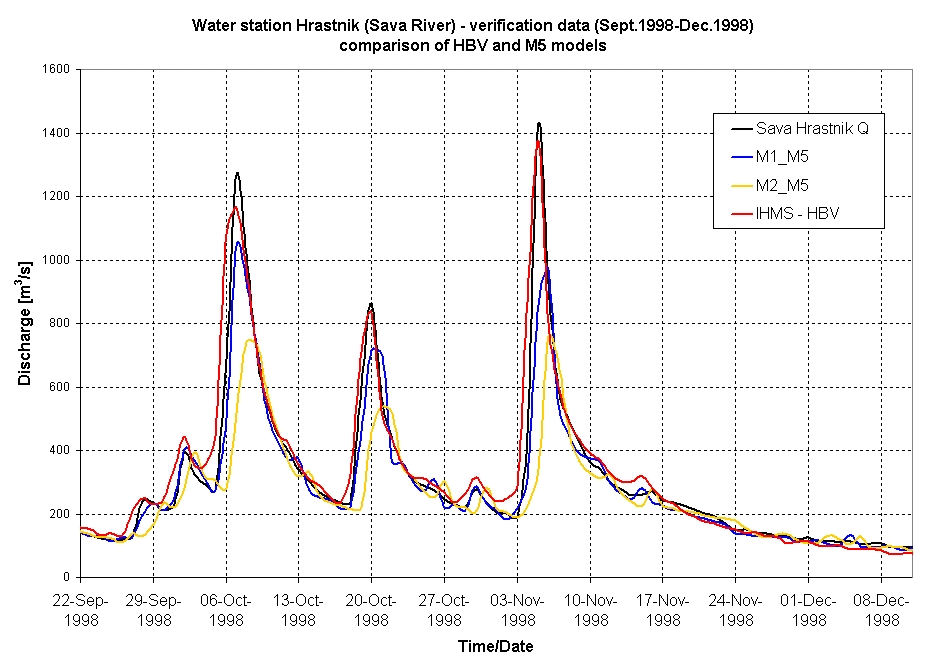 Water station Hrastnik (Sava River) - verification data (Sept.1998-Dec.1998)
comparison of HBV and M5 models
1600
1400
1200
1000
800
600
400
200
0
Discharge [m³/s]
Sava Hrastnik Q
M1_M5
M2_M5
IHMS - HBV
22-Sep- 29-Sep- 06-Oct- 13-Oct- 20-Oct- 27-Oct- 03-Nov- 10-Nov- 17-Nov- 24-Nov- 01-Dec- 08-Dec-
1998 1998 1998 1998 1998 1998 1998 1998 1998 1998 1998 1998
Time/Date